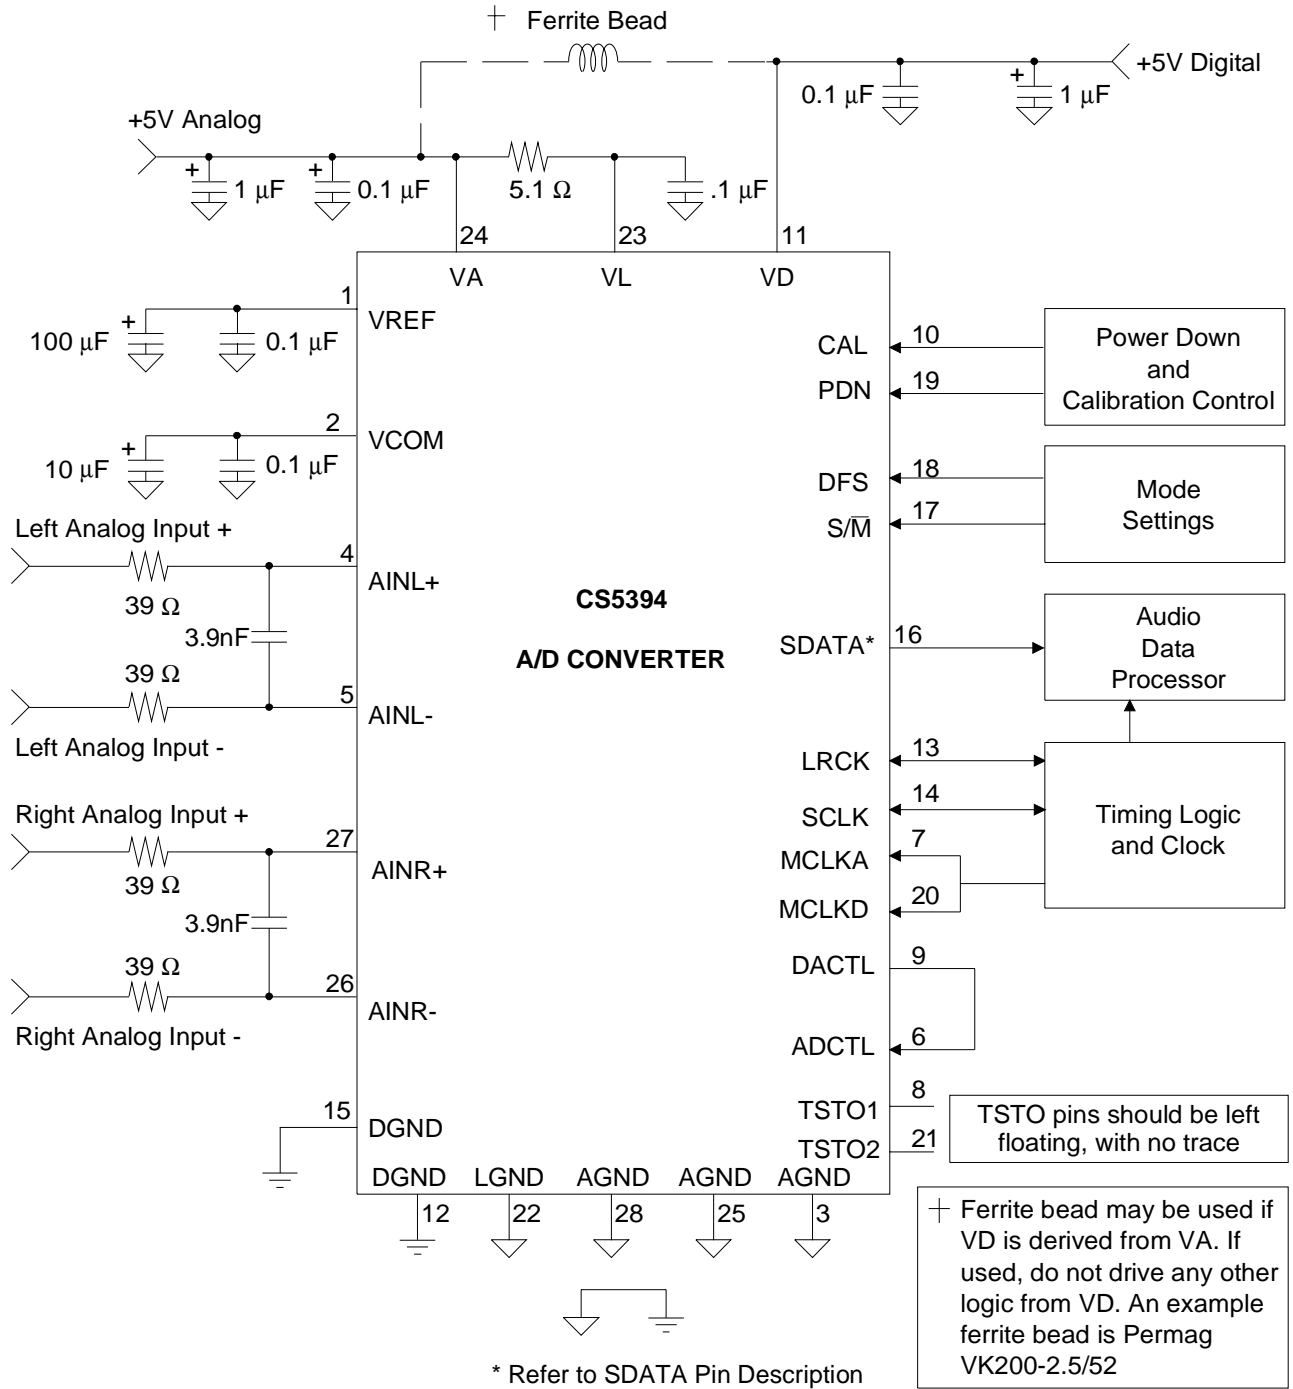 ┼ Ferrite Bead
+5V Digital
0.1 µF
+
1 µF
+5V Analog
+
1 µF
+
0.1 µF
5.1 Ω
.1 µF
24
23
11
VA
VL
VD
1
VREF
100 µF
+
0.1 µF
2
VCOM
10 µF
+
0.1 µF
Left Analog Input +
4
AINL+
39 Ω
3.9nF
39 Ω
5
AINL-
Left Analog Input -
Right Analog Input +
27
AINR+
39 Ω
3.9nF
39 Ω
26
AINR-
Right Analog Input -
15
DGND
CS5394
A/D CONVERTER
CAL
10
PDN
19
Power Down
and
Calibration Control
DFS
18
S/M̅
17
Mode
Settings
SDATA*
16
Audio
Data
Processor
LRCK
13
SCLK
14
MCLKA
7
MCLKD
20
Timing Logic
and Clock
DACTL
9
ADCTL
6
TSTO1
8
TSTO2
21
TSTO pins should be left
floating, with no trace
DGND
LGND
AGND
AGND
AGND
12
22
28
25
3
┼ Ferrite bead may be used if
VD is derived from VA. If
used, do not drive any other
logic from VD. An example
ferrite bead is Permag
VK200-2.5/52
* Refer to SDATA Pin Description